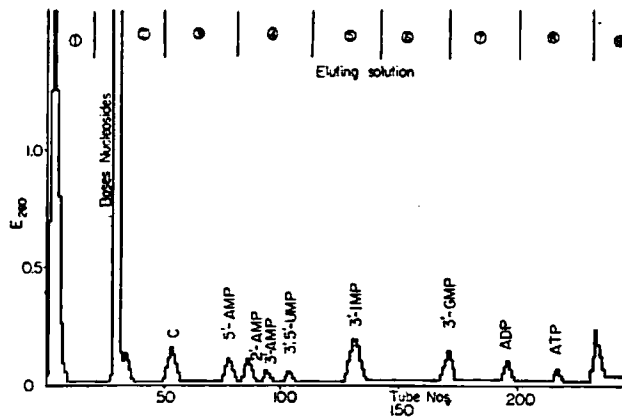 ① ② ③ ④ ⑤ ⑥ ⑦ ⑧
Eluting solution
1.0
0.5
0
E260
Nucleosides
C
5'-AMP
2'-AMP
3'-AMP
3',5'-UMP
3'-IMP
3'-GMP
ADP
ATP
50
100
150
200
Tube Nos.